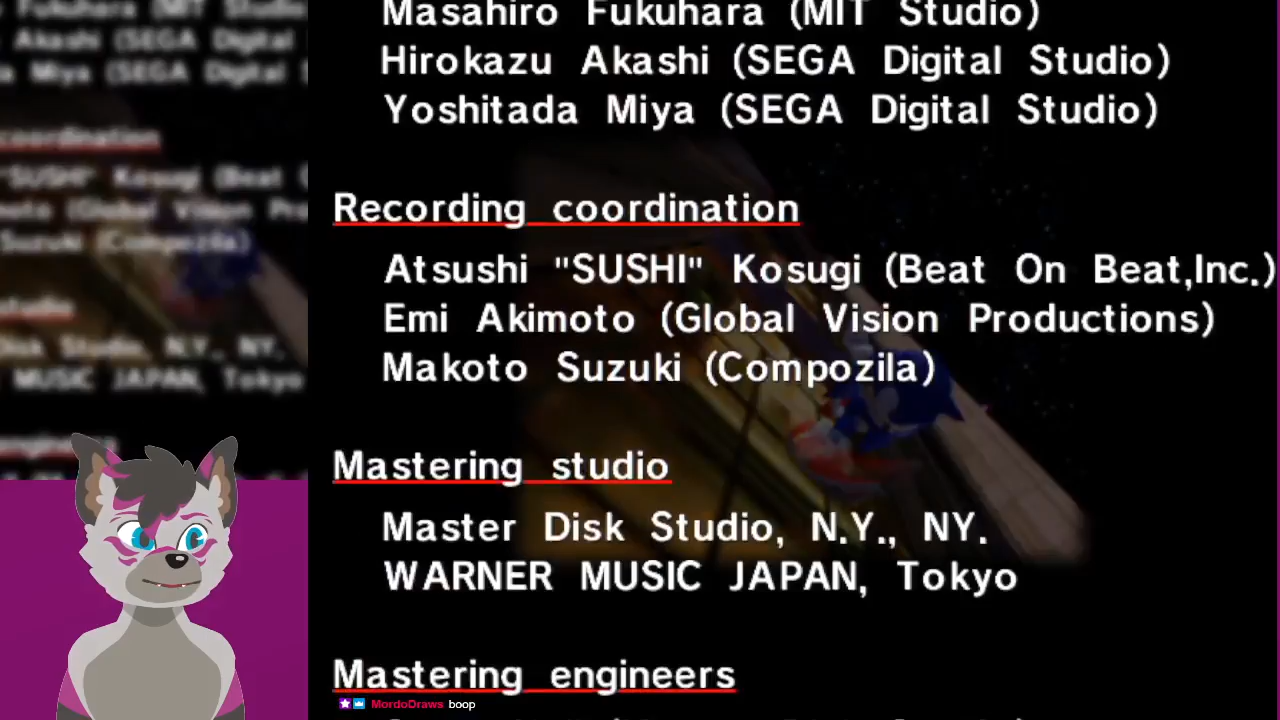 Masahiro Fukuhara (MIT Studio)
Hirokazu Akashi (SEGA Digital Studio)
Yoshitada Miya (SEGA Digital Studio)
Recording coordination
Atsushi "SUSHI" Kosugi (Beat On Beat,Inc.)
Emi Akimoto (Global Vision Productions)
Makoto Suzuki (Compozila)
Mastering studio
Master Disk Studio, N.Y., NY.
WARNER MUSIC JAPAN, Tokyo
Mastering engineers
MordoDraws boop